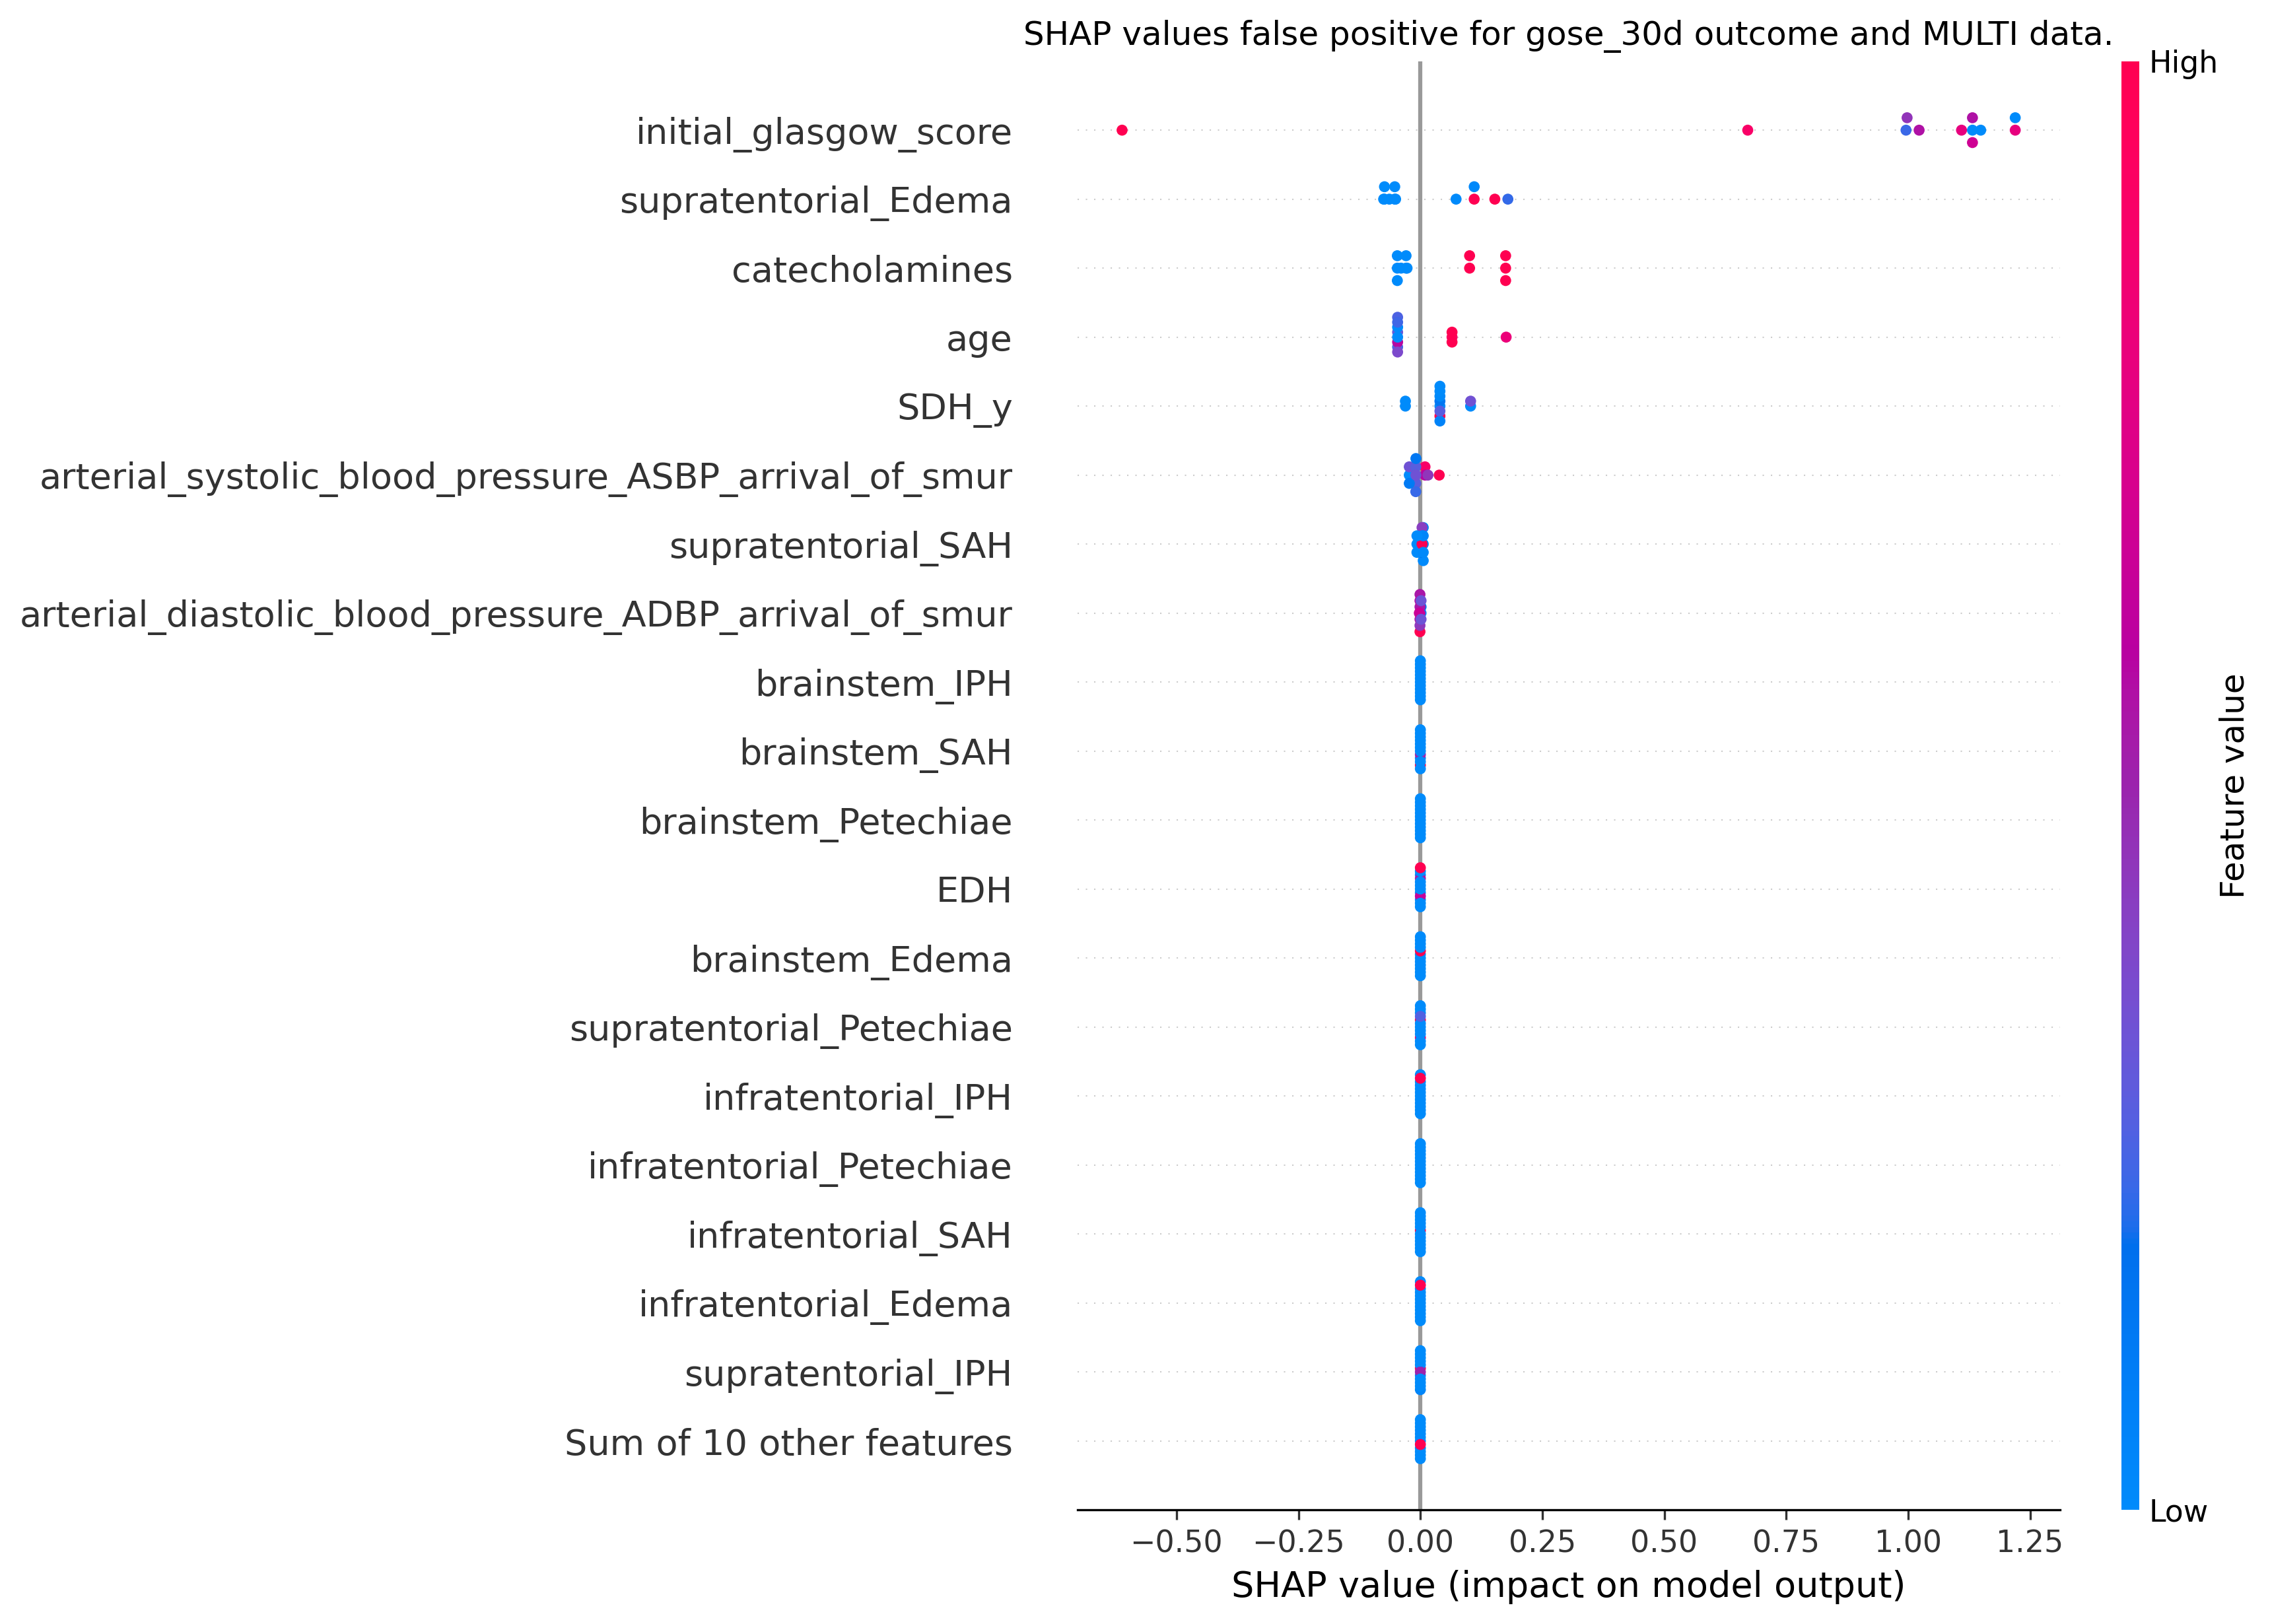 SHAP values false positive for gose_30d outcome and MULTI data.
High
initial_glasgow_score
supratentorial_Edema
catecholamines
age
SDH_y
arterial_systolic_blood_pressure_ASBP_arrival_of_smur
supratentorial_SAH
arterial_diastolic_blood_pressure_ADBP_arrival_of_smur
brainstem_IPH
brainstem_SAH
brainstem_Petechiae
EDH
brainstem_Edema
supratentorial_Petechiae
infratentorial_IPH
infratentorial_Petechiae
infratentorial_SAH
infratentorial_Edema
supratentorial_IPH
Sum of 10 other features
Feature value
Low
−0.50 −0.25 0.00 0.25 0.50 0.75 1.00 1.25
SHAP value (impact on model output)